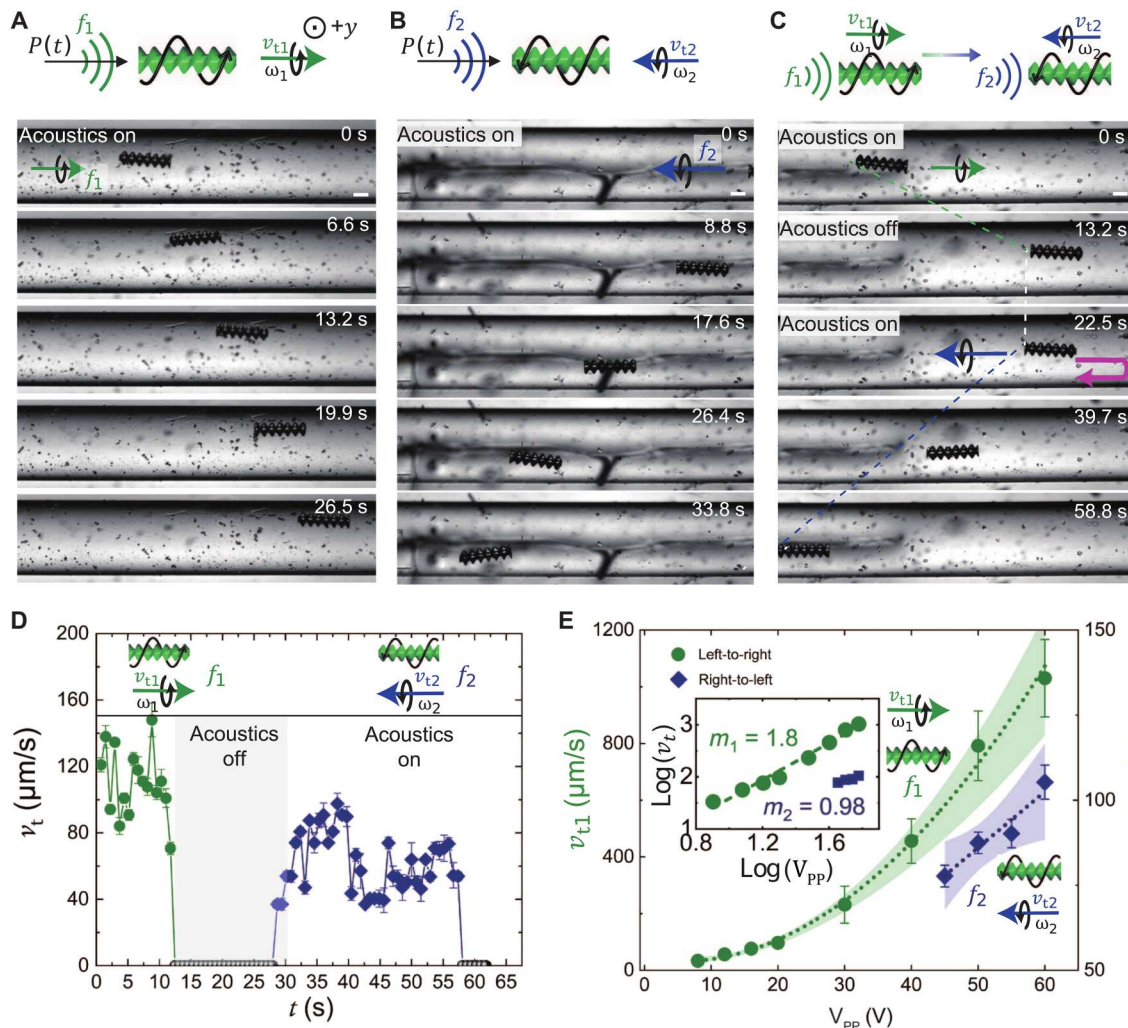 A
P(t)
f1
vt1
ω1
+y
B
P(t)
f2
vt2
ω2
C
vt1
ω1
f1
f2
vt2
ω2
Acoustics on
0 s
f1
6.6 s
13.2 s
19.9 s
26.5 s
Acoustics on
0 s
f2
8.8 s
17.6 s
26.4 s
33.8 s
Acoustics on
0 s
Acoustics off
13.2 s
Acoustics on
22.5 s
39.7 s
58.8 s
D
200
160
120
80
40
0
vt (μm/s)
vt1
ω1
f1
vt2
ω2
f2
Acoustics off
Acoustics on
0 5 10 15 20 25 30 35 40 45 50 55 60 65
t (s)
E
1200
800
400
0
vt1 (μm/s)
Left-to-right
Right-to-left
3
2
1
Log(vt)
m1 = 1.8
m2 = 0.98
0.8 1.2 1.6
Log(VPP)
vt1
ω1
f1
f2
vt2
ω2
150
100
50
0 10 20 30 40 50 60
VPP (V)